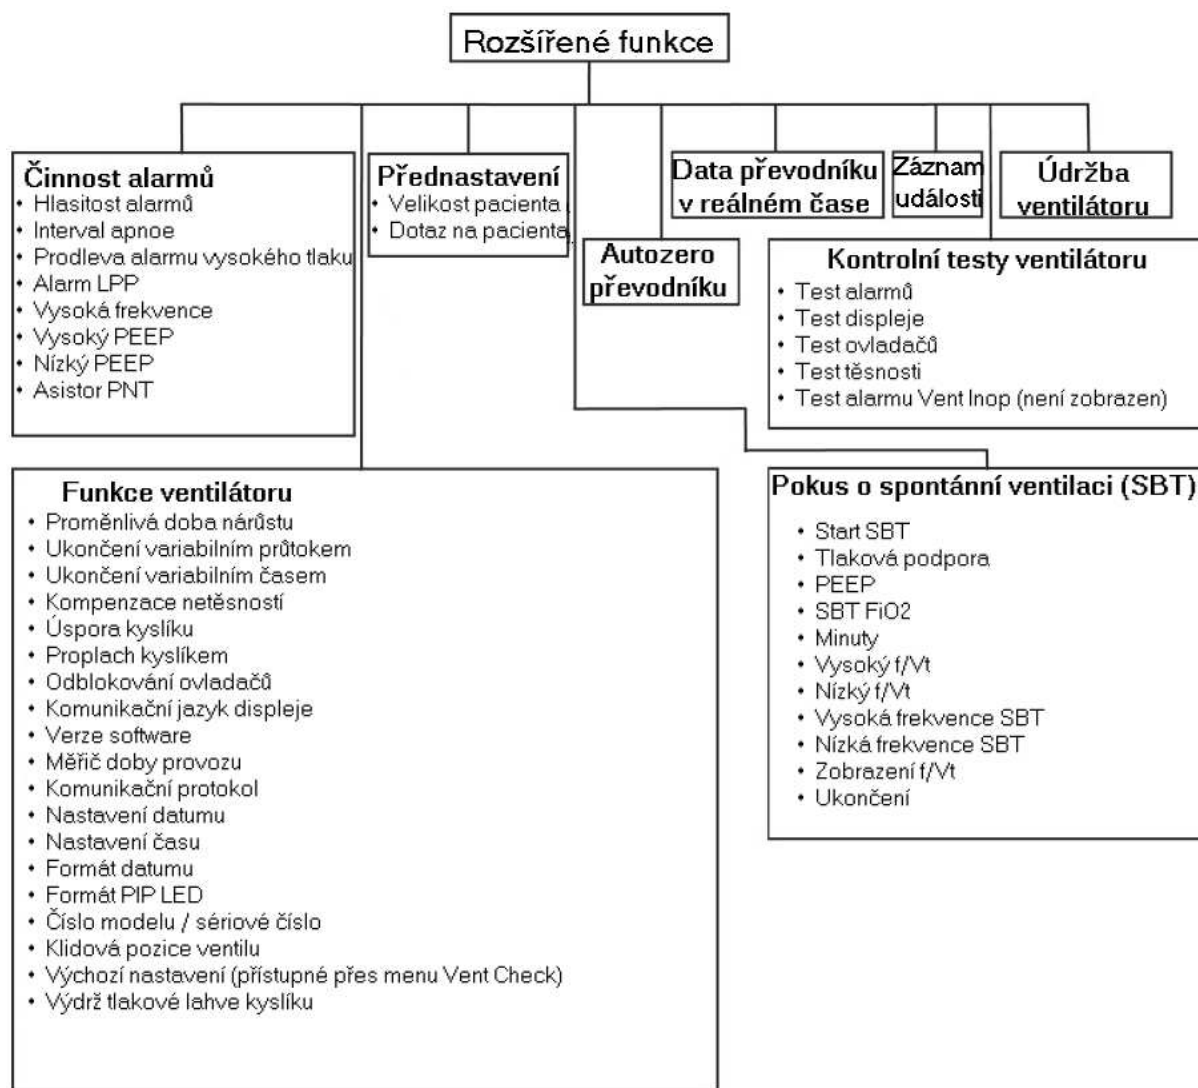 Rozšířené funkce
Činnost alarmů
• Hlasitost alarmů
• Interval apnoe
• Prodleva alarmu vysokého tlaku
• Alarm LPP
• Vysoká frekvence
• Vysoký PEEP
• Nízký PEEP
• Asistor PNT
Přednastavení
• Velikost pacienta
• Dotaz na pacienta
Autozero
převodníku
Data převodníku
v reálném čase
Záznam
událostí
Údržba
ventilátoru
Kontrolní testy ventilátoru
• Test alarmů
• Test displeje
• Test ovladačů
• Test těsnosti
• Test alarmu Vent Inop (není zobrazen)
Funkce ventilátoru
• Proměnlivá doba nárůstu
• Ukončení variabilním průtokem
• Ukončení variabilním časem
• Kompenzace netěsností
• Úspora kyslíku
• Proplach kyslíkem
• Odblokování ovladačů
• Komunikační jazyk displeje
• Verze software
• Měřič doby provozu
• Komunikační protokol
• Nastavení datumu
• Nastavení času
• Formát datumu
• Formát PIP LED
• Číslo modelu / sériové číslo
• Klidová pozice ventilu
• Výchozí nastavení (přístupné přes menu Vent Check)
• Výdrž tlakové lahve kyslíku
Pokus o spontánní ventilaci (SBT)
• Start SBT
• Tlaková podpora
• PEEP
• SBT FiO2
• Minuty
• Vysoký f/Vt
• Nízký f/Vt
• Vysoká frekvence SBT
• Nízká frekvence SBT
• Zobrazení f/Vt
• Ukončení